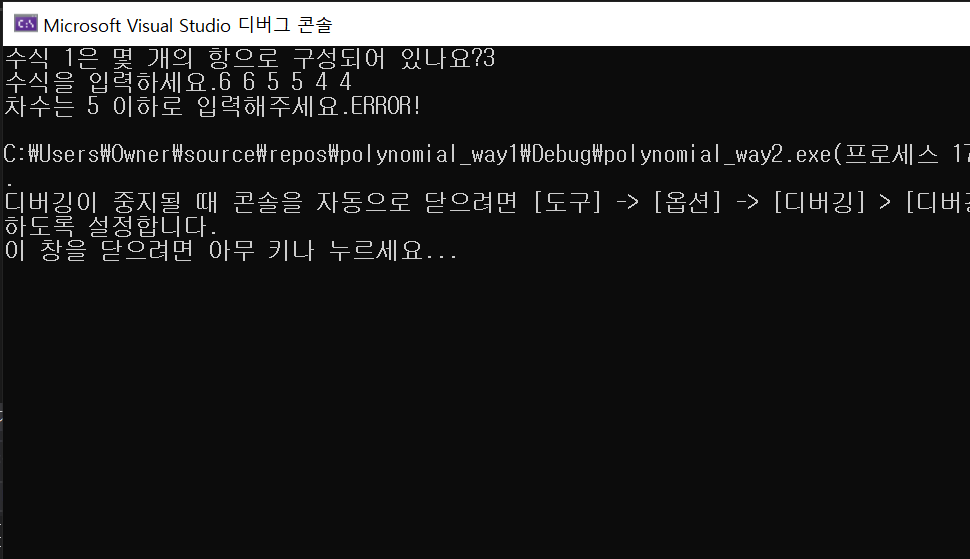 Microsoft Visual Studio 디버그 콘솔
수식 1은 몇 개의 항으로 구성되어 있나요?3
수식을 입력하세요.6 6 5 5 4 4
차수는 5 이하로 입력해주세요.ERROR!
C:₩Users₩Owner₩source₩repos₩polynomial_way1₩Debug₩polynomial_way2.exe(프로세스 17
.
디버깅이 중지될 때 콘솔을 자동으로 닫으려면 [도구] -> [옵션] -> [디버깅] > [디버깅
하도록 설정합니다.
이 창을 닫으려면 아무 키나 누르세요...